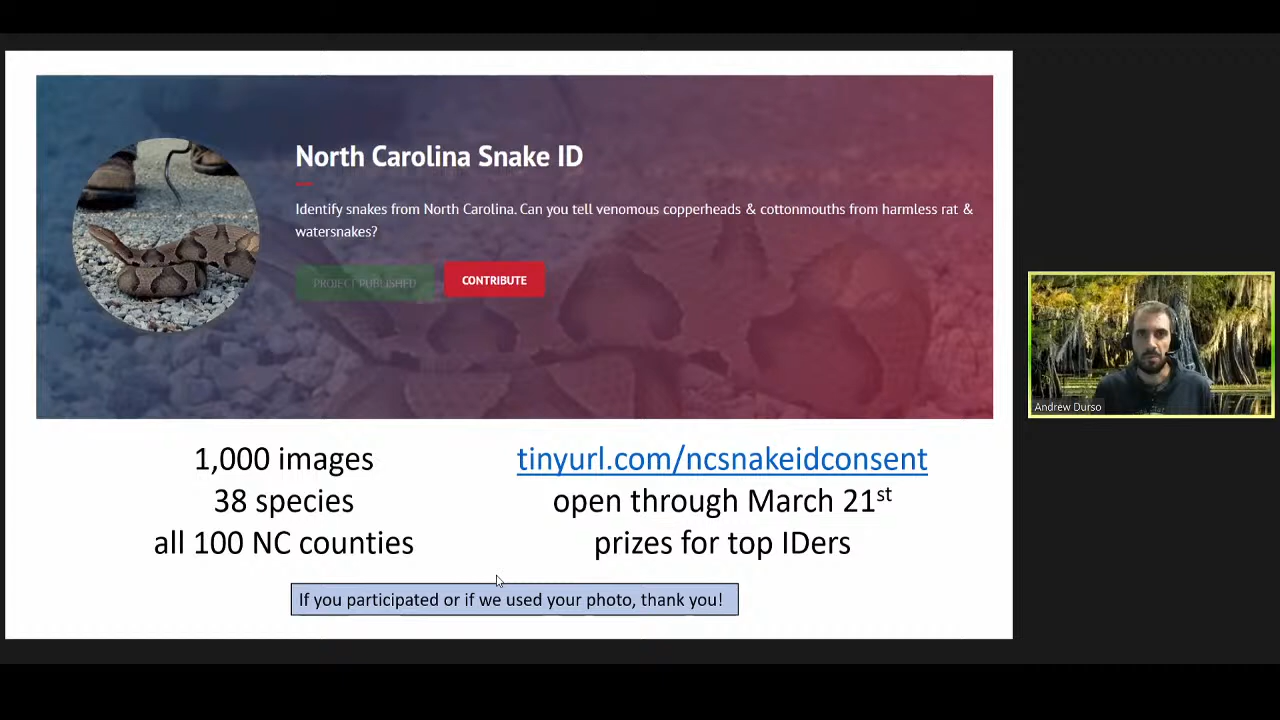 North Carolina Snake ID
Identify snakes from North Carolina. Can you tell venomous copperheads & cottonmouths from harmless rat &
watersnakes?
PROJECT PUBLISHED
CONTRIBUTE
1,000 images
38 species
all 100 NC counties
tinyurl.com/ncsnakeidconsent
open through March 21st
prizes for top IDers
If you participated or if we used your photo, thank you!
Andrew Durso